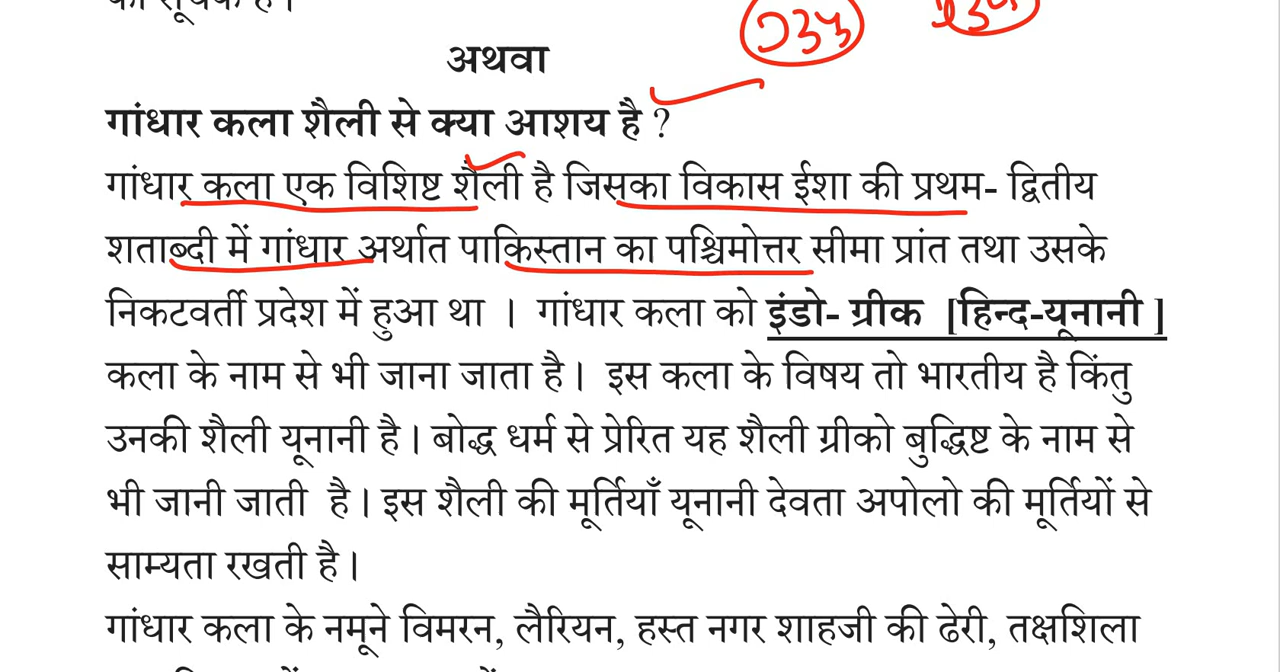 का सूचक है।
अथवा
गांधार कला शैली से क्या आशय है ?
गांधार कला एक विशिष्ट शैली है जिसका विकास ईशा की प्रथम- द्वितीय
शताब्दी में गांधार अर्थात पाकिस्तान का पश्चिमोत्तर सीमा प्रांत तथा उसके
निकटवर्ती प्रदेश में हुआ था । गांधार कला को इंडो- ग्रीक [हिन्द-यूनानी ]
कला के नाम से भी जाना जाता है। इस कला के विषय तो भारतीय है किंतु
उनकी शैली यूनानी है। बोद्ध धर्म से प्रेरित यह शैली ग्रीको बुद्धिष्ट के नाम से
भी जानी जाती है। इस शैली की मूर्तियाँ यूनानी देवता अपोलो की मूर्तियों से
साम्यता रखती है।
गांधार कला के नमूने विमरन, लैरियन, हस्त नगर शाहजी की ढेरी, तक्षशिला